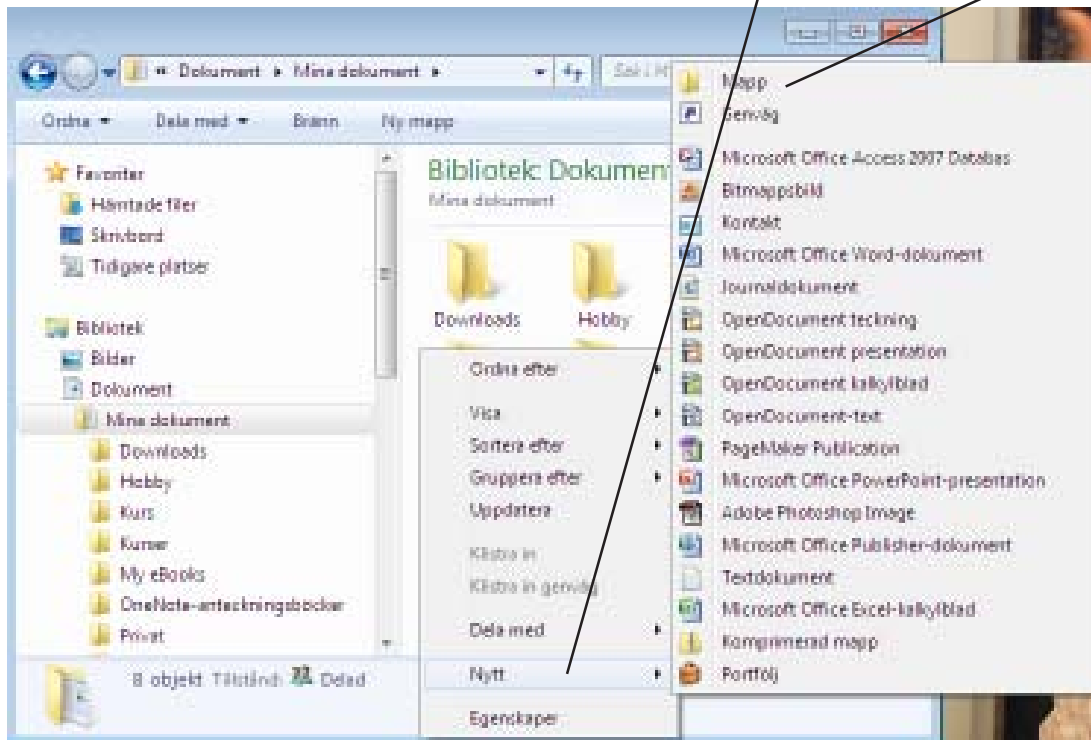 « Dokument ▸ Mina dokument ▸
Sök i M
Ordna ▾ Dela med ▾ Bränn Ny mapp
Favoriter
Hämtade filer
Skrivbord
Tidigare platser
Bibliotek
Bilder
Dokument
Mina dokument
Downloads
Hobby
Kurs
Kurser
My eBooks
OneNote-anteckningsböcker
Privat
Bibliotek: Dokumen
Mina dokument
Downloads Hobby
Ordna efter
Visa
Sortera efter
Gruppera efter
Uppdatera
Klistra in
Klistra in genväg
Dela med
Nytt
Egenskaper
Mapp
Genväg
Microsoft Office Access 2007 Databas
Bitmappsbild
Kontakt
Microsoft Office Word-dokument
Journaldokument
OpenDocument teckning
OpenDocument presentation
OpenDocument kalkylblad
OpenDocument-text
PageMaker Publication
Microsoft Office PowerPoint-presentation
Adobe Photoshop Image
Microsoft Office Publisher-dokument
Textdokument
Microsoft Office Excel-kalkylblad
Komprimerad mapp
Portfölj
8 objekt Tillstånd: Delad